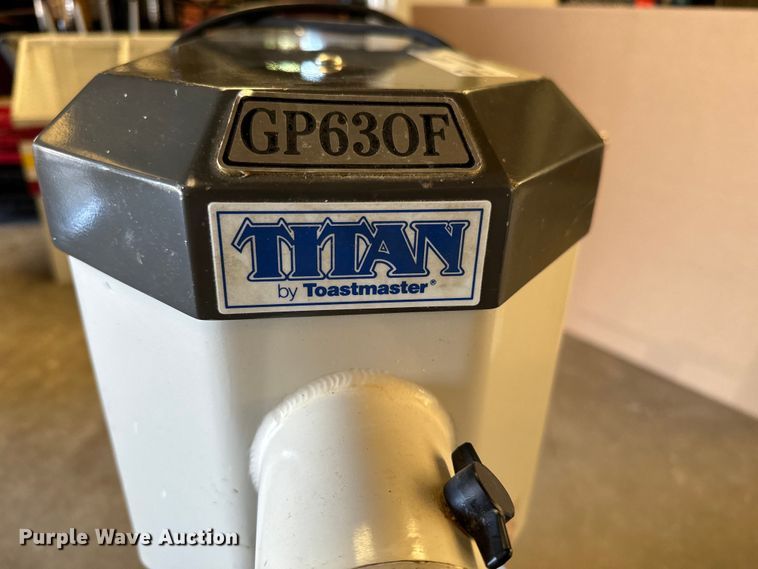 GP630F
TITAN
by Toastmaster®
Purple Wave Auction